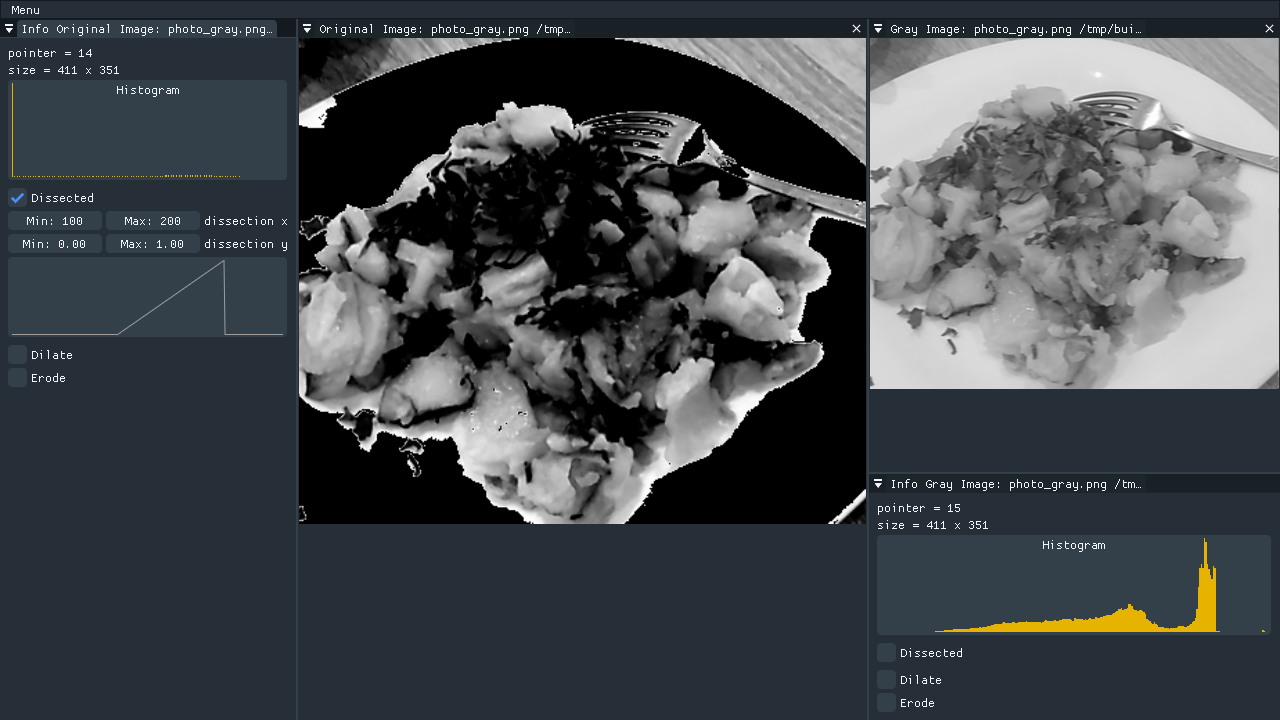 Menu
Info Original Image: photo_gray.png…
pointer = 14
size = 411 x 351
Histogram
Dissected
Min: 100 Max: 200 dissection x
Min: 0.00 Max: 1.00 dissection y
Dilate
Erode
Original Image: photo_gray.png /tmp…
Gray Image: photo_gray.png /tmp/bui…
Info Gray Image: photo_gray.png /tm…
pointer = 15
size = 411 x 351
Histogram
Dissected
Dilate
Erode